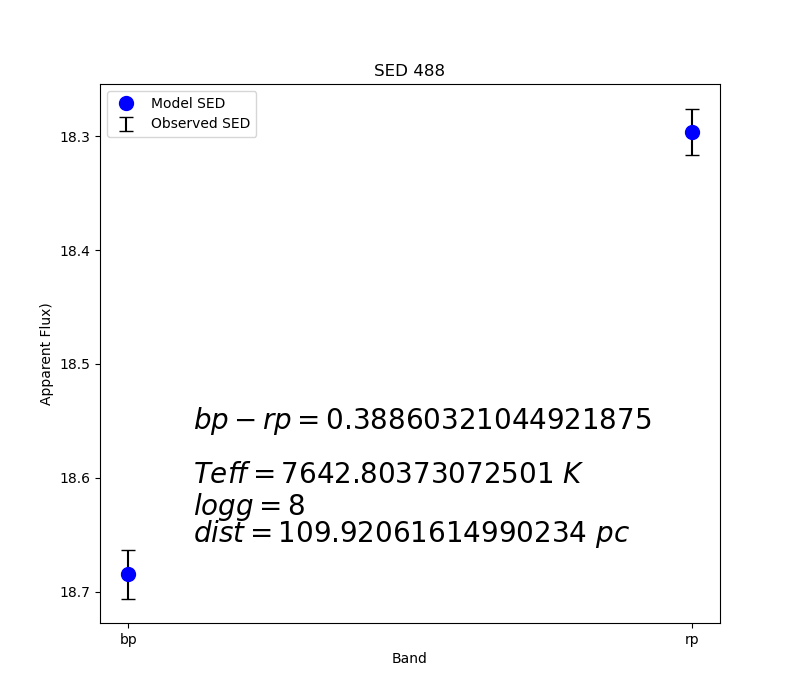 SED 488
Model SED
Observed SED
18.3
18.4
18.5
18.6
18.7
Apparent Flux)
bp − rp = 0.38860321044921875
Teff = 7642.80373072501 K
logg = 8
dist = 109.92061614990234 pc
bp
rp
Band